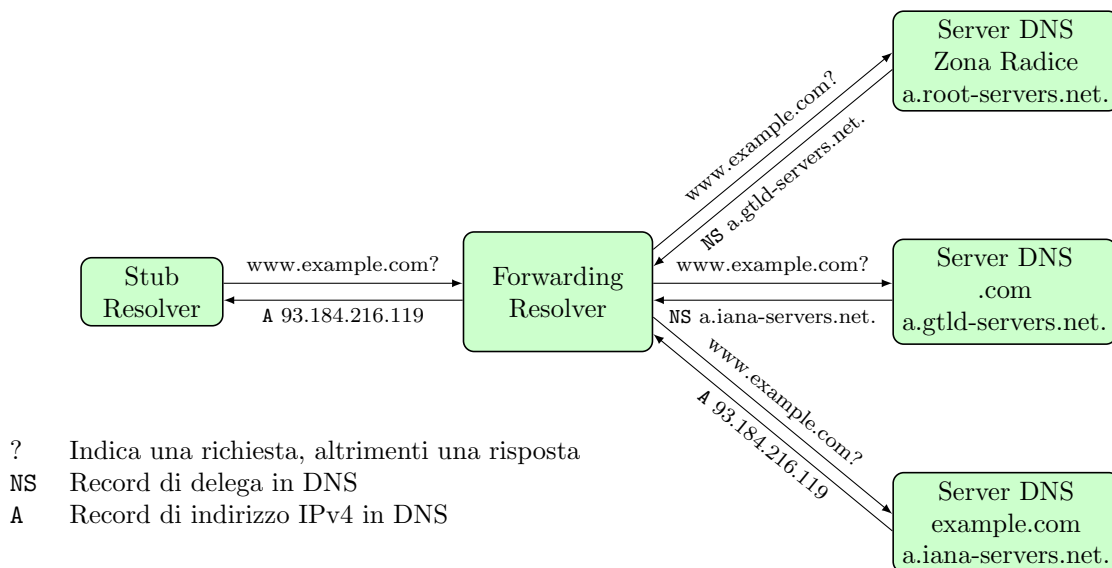 Server DNS
Zona Radice
a.root-servers.net.
www.example.com?
NS a.gtld-servers.net.
Stub
Resolver
www.example.com?
A 93.184.216.119
Forwarding
Resolver
www.example.com?
NS a.iana-servers.net.
Server DNS
.com
a.gtld-servers.net.
www.example.com?
A 93.184.216.119
Server DNS
example.com
a.iana-servers.net.
? Indica una richiesta, altrimenti una risposta
NS Record di delega in DNS
A Record di indirizzo IPv4 in DNS